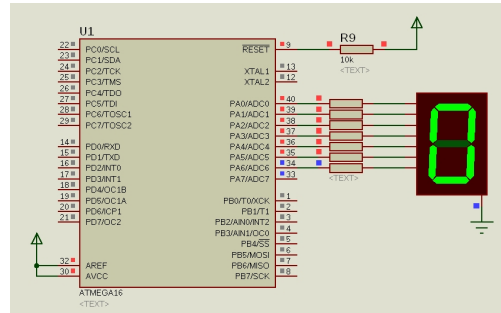 U1
R9
10k
<TEXT>
22 PC0/SCL
23 PC1/SDA
24 PC2/TCK
25 PC3/TMS
26 PC4/TDO
27 PC5/TDI
28 PC6/TOSC1
29 PC7/TOSC2
14 PD0/RXD
15 PD1/TXD
16 PD2/INT0
17 PD3/INT1
18 PD4/OC1B
19 PD5/OC1A
20 PD6/ICP1
21 PD7/OC2
32 AREF
30 AVCC
RESET 9
XTAL1 13
XTAL2 12
PA0/ADC0 40
PA1/ADC1 39
PA2/ADC2 38
PA3/ADC3 37
PA4/ADC4 36
PA5/ADC5 35
PA6/ADC6 34
PA7/ADC7 33
<TEXT>
PB0/T0/XCK 1
PB1/T1 2
PB2/AIN0/INT2 3
PB3/AIN1/OC0 4
PB4/SS 5
PB5/MOSI 6
PB6/MISO 7
PB7/SCK 8
ATMEGA16
<TEXT>
0